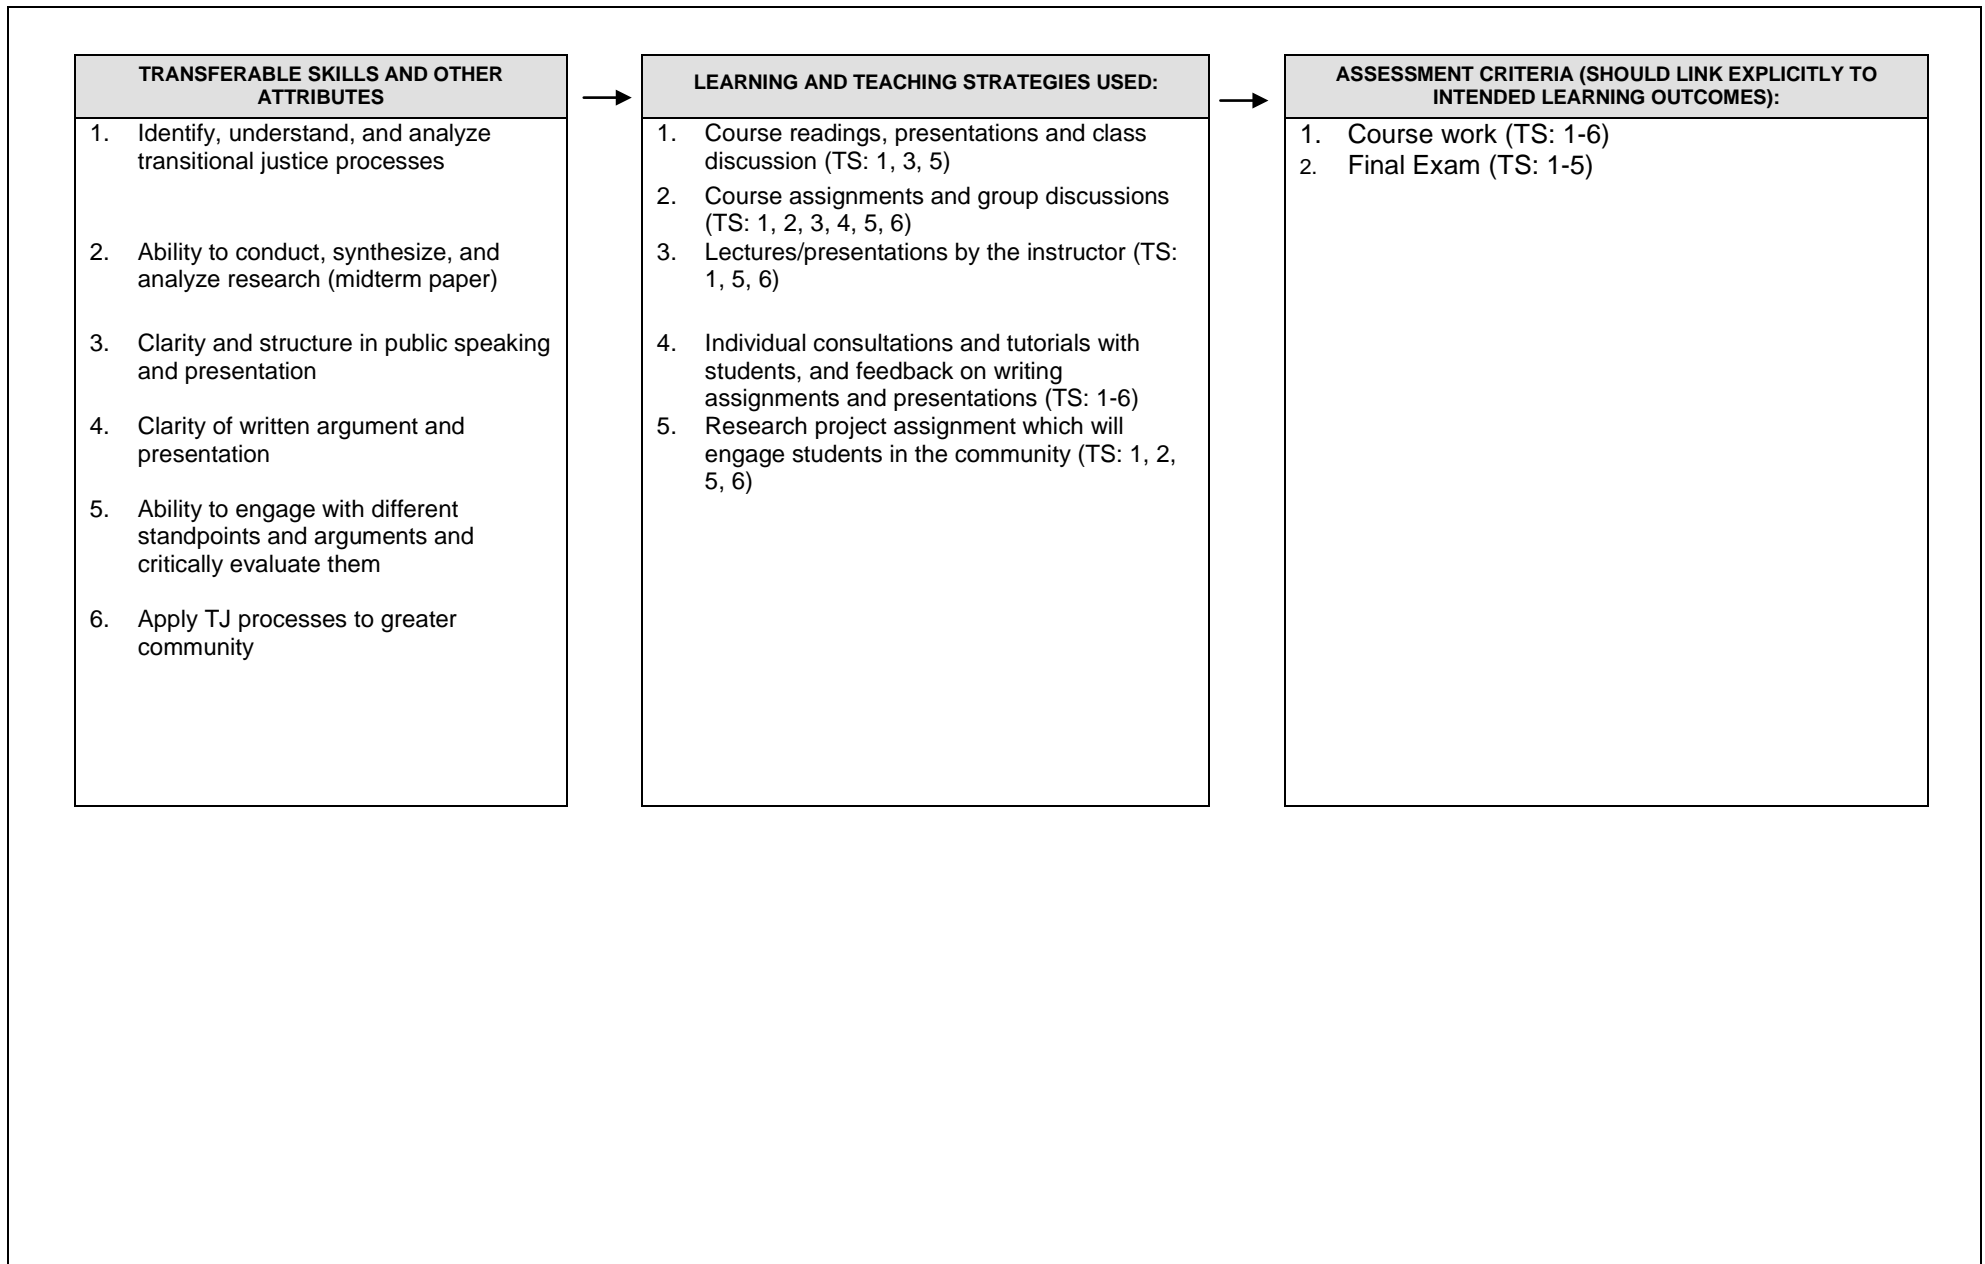 TRANSFERABLE SKILLS AND OTHER
ATTRIBUTES
1. Identify, understand, and analyze
transitional justice processes
2. Ability to conduct, synthesize, and
analyze research (midterm paper)
3. Clarity and structure in public speaking
and presentation
4. Clarity of written argument and
presentation
5. Ability to engage with different
standpoints and arguments and
critically evaluate them
6. Apply TJ processes to greater
community
LEARNING AND TEACHING STRATEGIES USED:
1. Course readings, presentations and class
discussion (TS: 1, 3, 5)
2. Course assignments and group discussions
(TS: 1, 2, 3, 4, 5, 6)
3. Lectures/presentations by the instructor (TS:
1, 5, 6)
4. Individual consultations and tutorials with
students, and feedback on writing
assignments and presentations (TS: 1-6)
5. Research project assignment which will
engage students in the community (TS: 1, 2,
5, 6)
ASSESSMENT CRITERIA (SHOULD LINK EXPLICITLY TO
INTENDED LEARNING OUTCOMES):
1. Course work (TS: 1-6)
2. Final Exam (TS: 1-5)